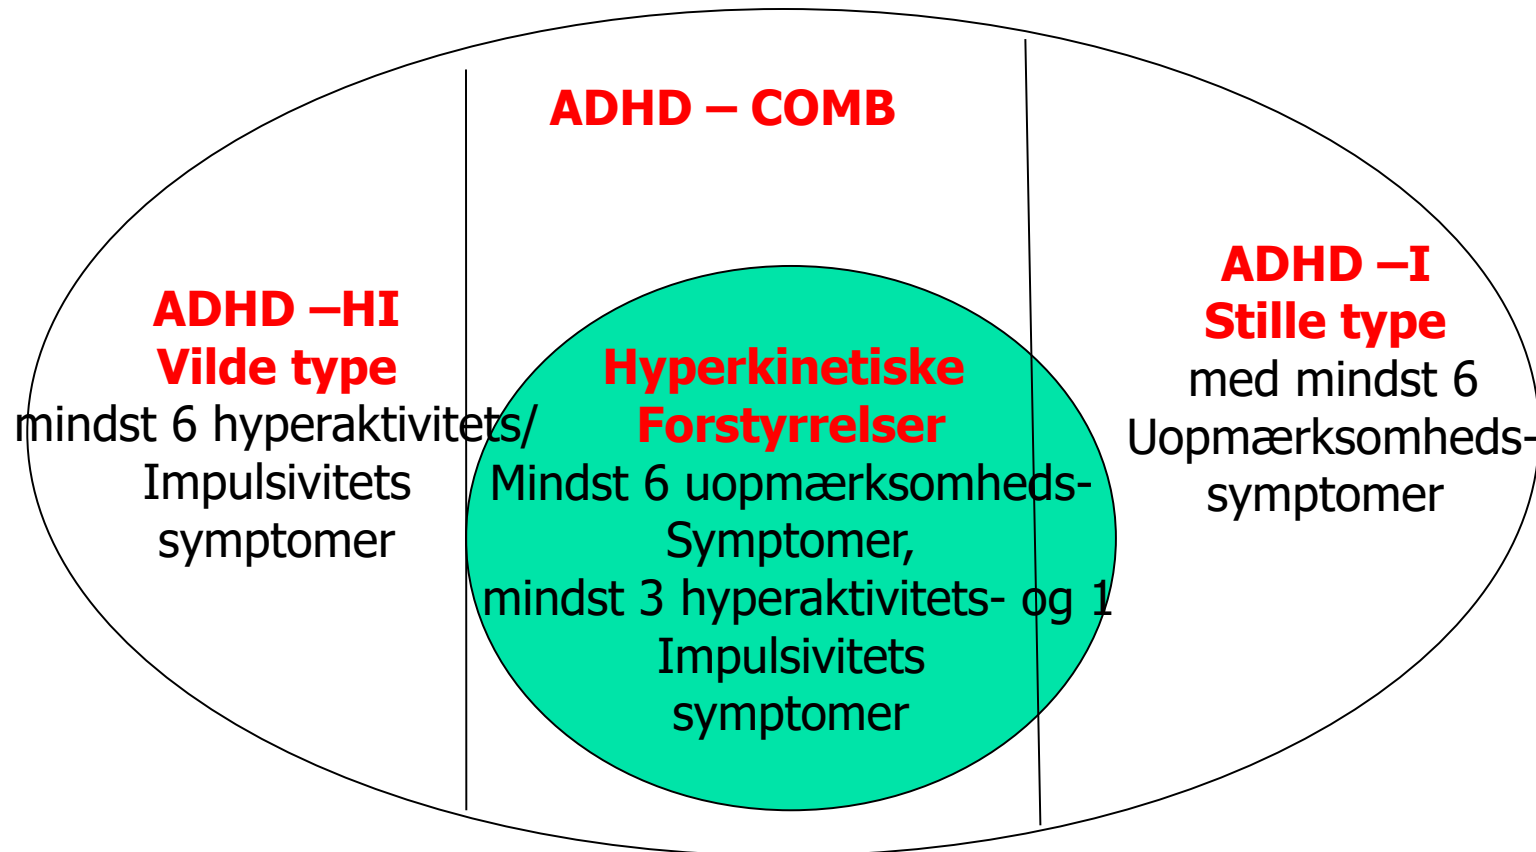 ADHD – COMB
ADHD –HI
Vilde type
mindst 6 hyperaktivitets/
Impulsivitets
symptomer
Hyperkinetiske
Forstyrrelser
Mindst 6 uopmærksomheds-
Symptomer,
mindst 3 hyperaktivitets- og 1
Impulsivitets
symptomer
ADHD –I
Stille type
med mindst 6
Uopmærksomheds-
symptomer